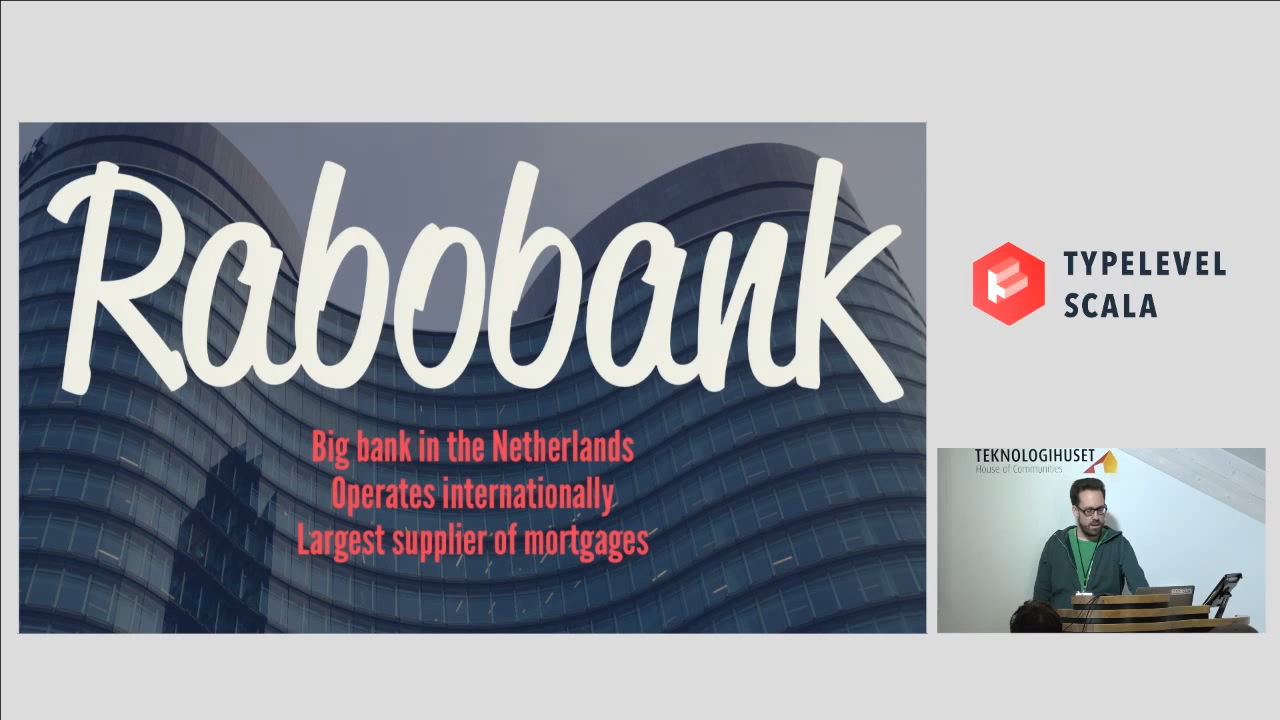 Rabobank
Big bank in the Netherlands
Operates internationally
Largest supplier of mortgages
TYPELEVEL
SCALA
TEKNOLOGIHUSET
House of Communities